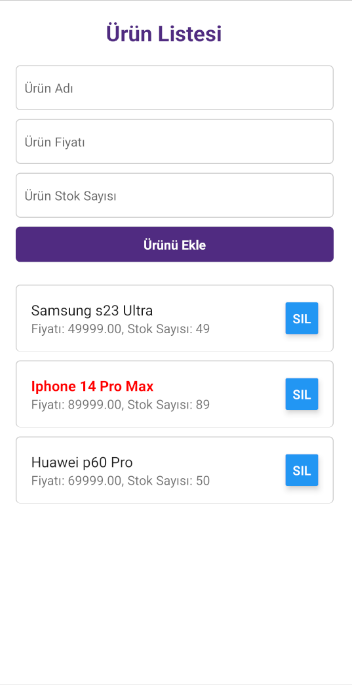 Ürün Listesi
Ürün Adı
Ürün Fiyatı
Ürün Stok Sayısı
Ürünü Ekle
Samsung s23 Ultra
Fiyatı: 49999.00, Stok Sayısı: 49
SIL
Iphone 14 Pro Max
Fiyatı: 89999.00, Stok Sayısı: 89
SIL
Huawei p60 Pro
Fiyatı: 69999.00, Stok Sayısı: 50
SIL